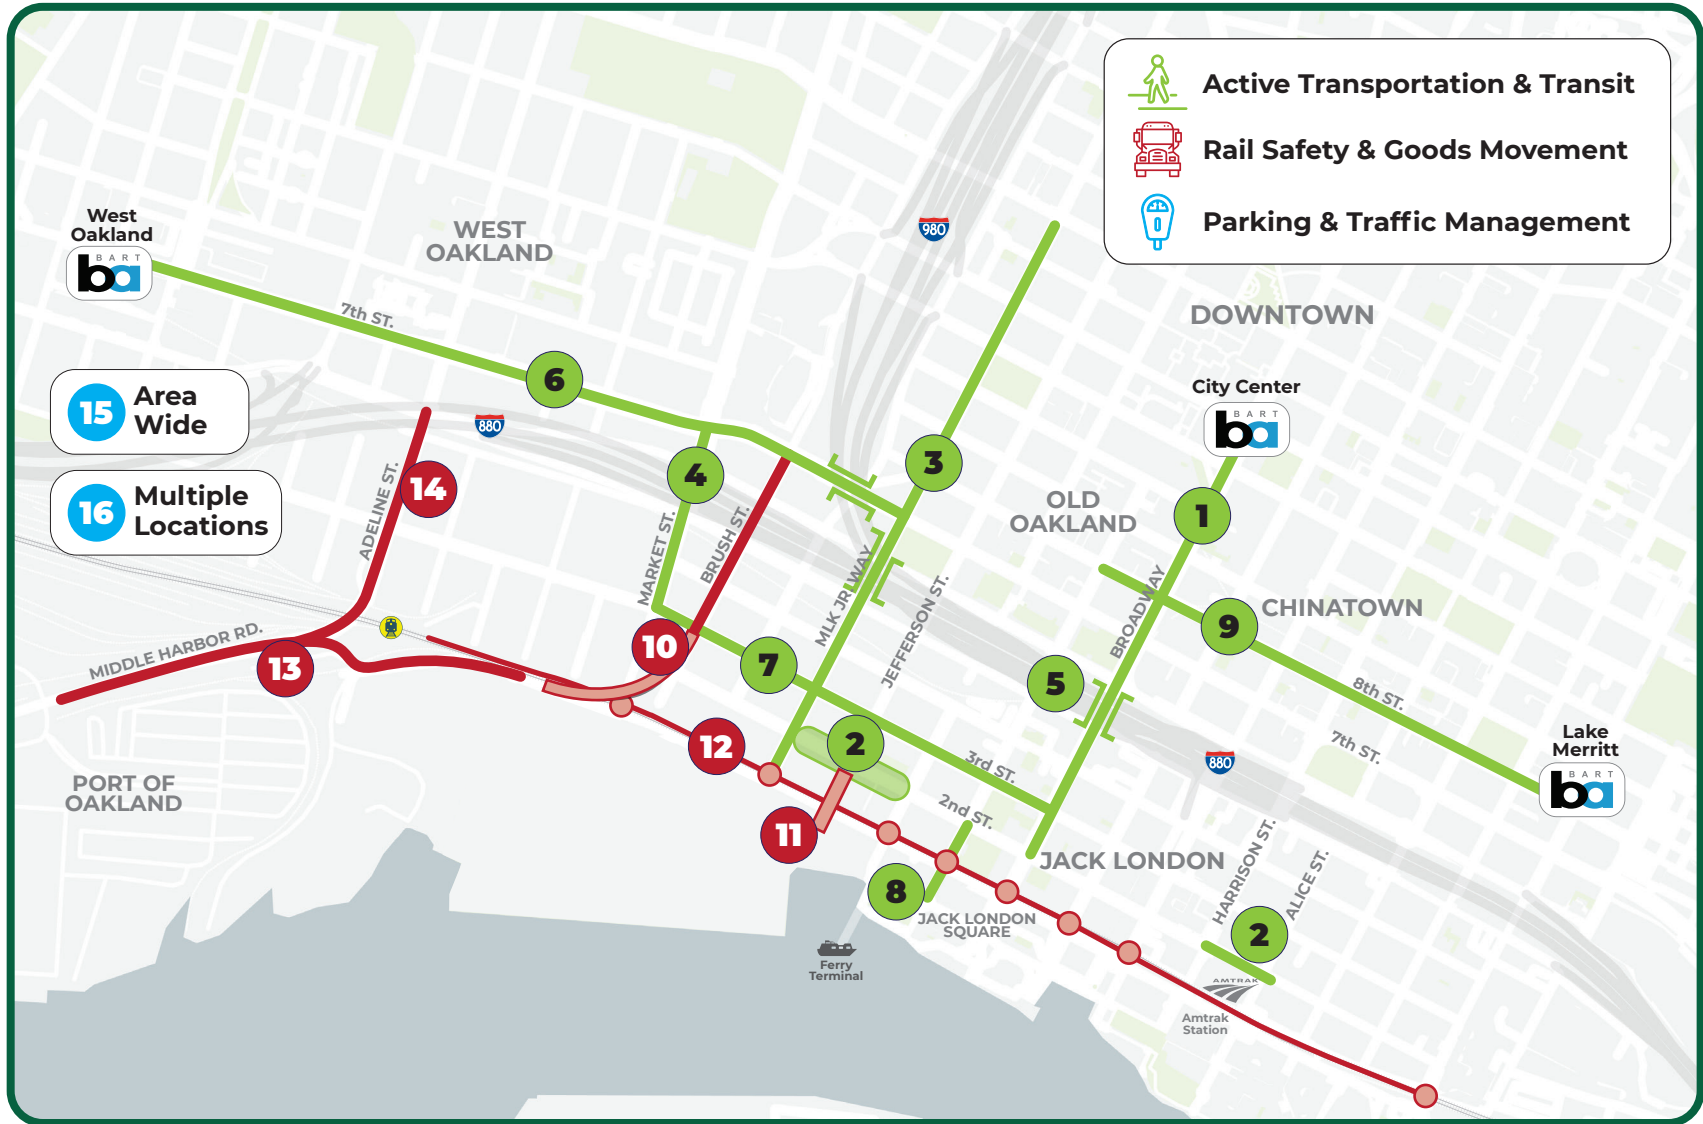 Active Transportation & Transit
Rail Safety & Goods Movement
Parking & Traffic Management
West
Oakland
BART
ba
WEST
OAKLAND
980
DOWNTOWN
7th ST.
City Center
BART
ba
6
15
Area
Wide
880
16
Multiple
Locations
ADELINE ST.
14
4
3
OLD
OAKLAND
1
MARKET ST.
BRUSH ST.
MLK JR. WAY
JEFFERSON ST.
BROADWAY
CHINATOWN
9
MIDDLE HARBOR RD.
13
10
7
5
8th ST.
7th ST.
Lake
Merritt
BART
ba
880
12
2
3rd ST.
2nd ST.
PORT OF
OAKLAND
11
JACK LONDON
HARRISON ST.
ALICE ST.
8
JACK LONDON
SQUARE
2
Ferry
Terminal
AMTRAK
Amtrak
Station